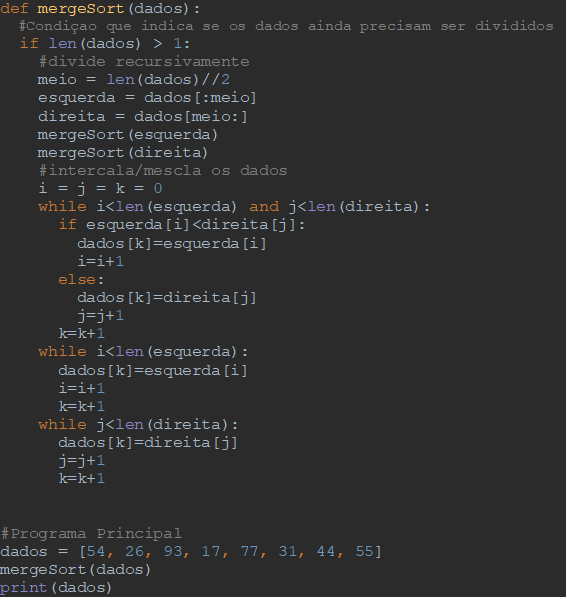 def mergeSort(dados):
  #Condiçao que indica se os dados ainda precisam ser divididos
  if len(dados) > 1:
    #divide recursivamente
    meio = len(dados)//2
    esquerda = dados[:meio]
    direita = dados[meio:]
    mergeSort(esquerda)
    mergeSort(direita)
    #intercala/mescla os dados
    i = j = k = 0
    while i<len(esquerda) and j<len(direita):
      if esquerda[i]<direita[j]:
        dados[k]=esquerda[i]
        i=i+1
      else:
        dados[k]=direita[j]
        j=j+1
      k=k+1
    while i<len(esquerda):
      dados[k]=esquerda[i]
      i=i+1
      k=k+1
    while j<len(direita):
      dados[k]=direita[j]
      j=j+1
      k=k+1
#Programa Principal
dados = [54, 26, 93, 17, 77, 31, 44, 55]
mergeSort(dados)
print(dados)